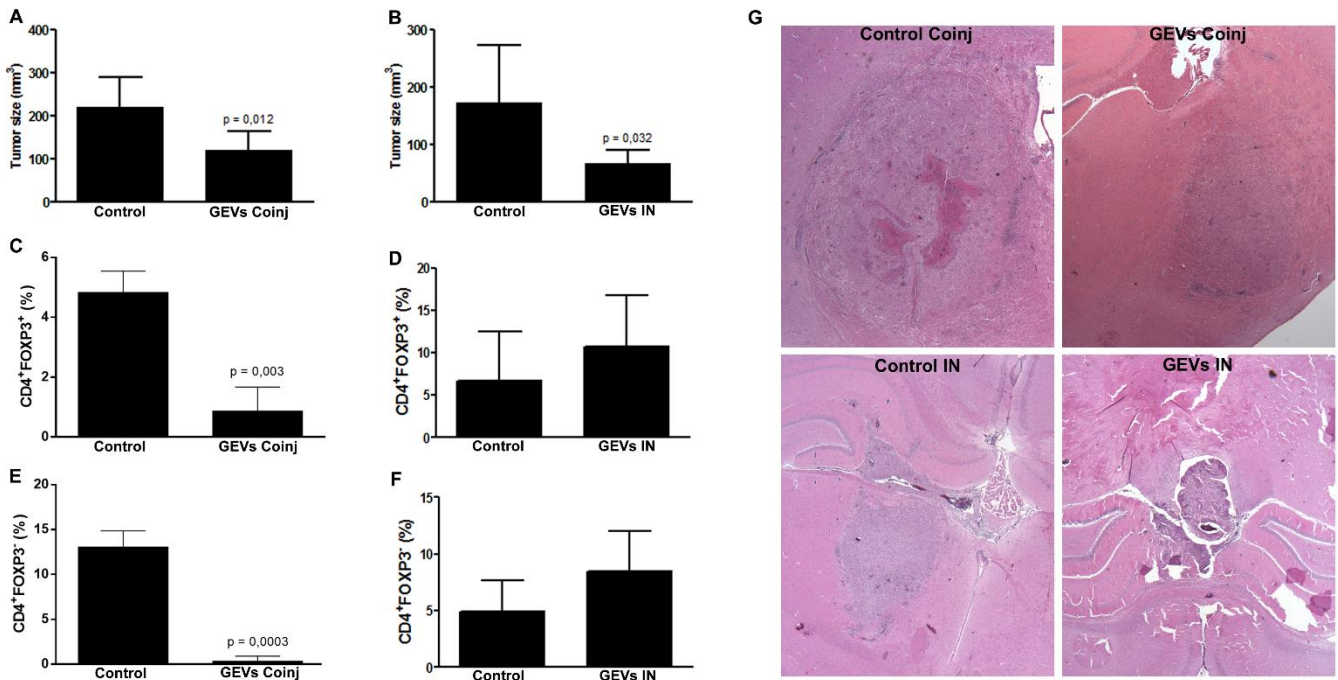 A
Tumor size (mm³)
400
300
200
100
0
p = 0,012
Control
GEVs Coinj
B
Tumor size (mm³)
300
200
100
0
p = 0,032
Control
GEVs IN
C
CD4⁺FOXP3⁺ (%)
6
4
2
0
p = 0,003
Control
GEVs Coinj
D
CD4⁺FOXP3⁺ (%)
20
15
10
5
0
Control
GEVs IN
E
CD4⁺FOXP3⁻ (%)
20
15
10
5
0
p = 0,0003
Control
GEVs Coinj
F
CD4⁺FOXP3⁻ (%)
15
10
5
0
Control
GEVs IN
G
Control Coinj
GEVs Coinj
Control IN
GEVs IN